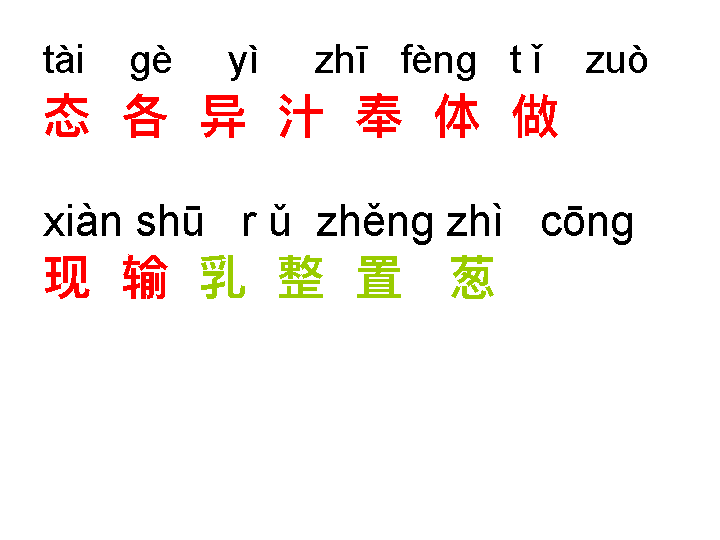 tài gè yì zhī fèng t ǐ zuò
态 各 异 汁 奉 体 做
xiàn shū r ǔ zhěng zhì cōng
现 输 乳 整 置 葱